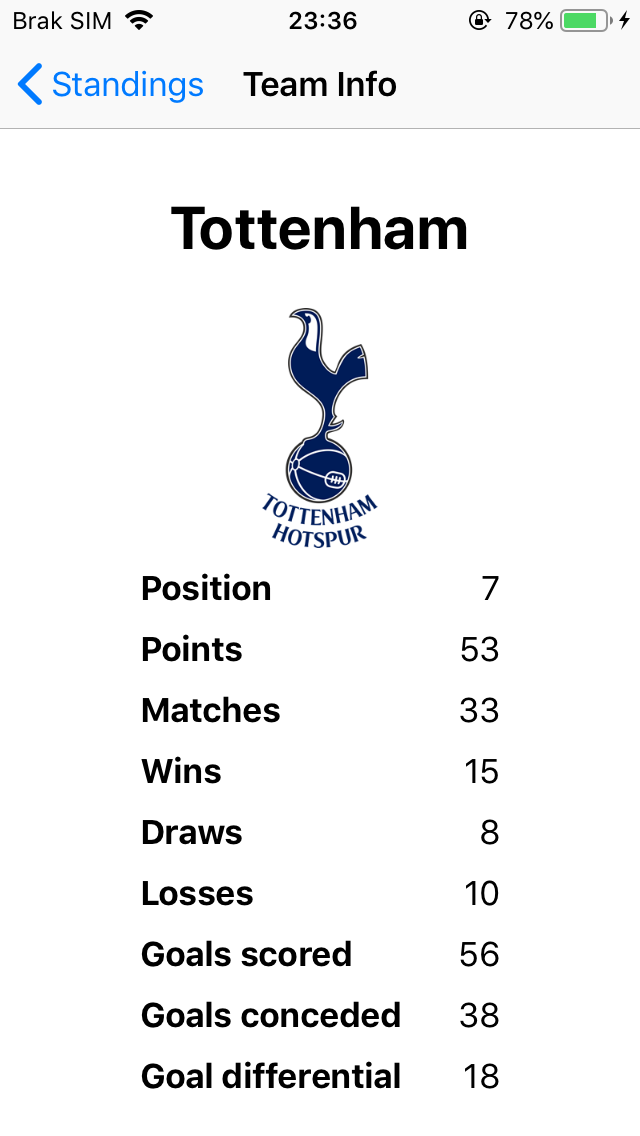 Brak SIM 23:36 78%
Standings Team Info
Tottenham
TOTTENHAM
HOTSPUR
Position 7
Points 53
Matches 33
Wins 15
Draws 8
Losses 10
Goals scored 56
Goals conceded 38
Goal differential 18